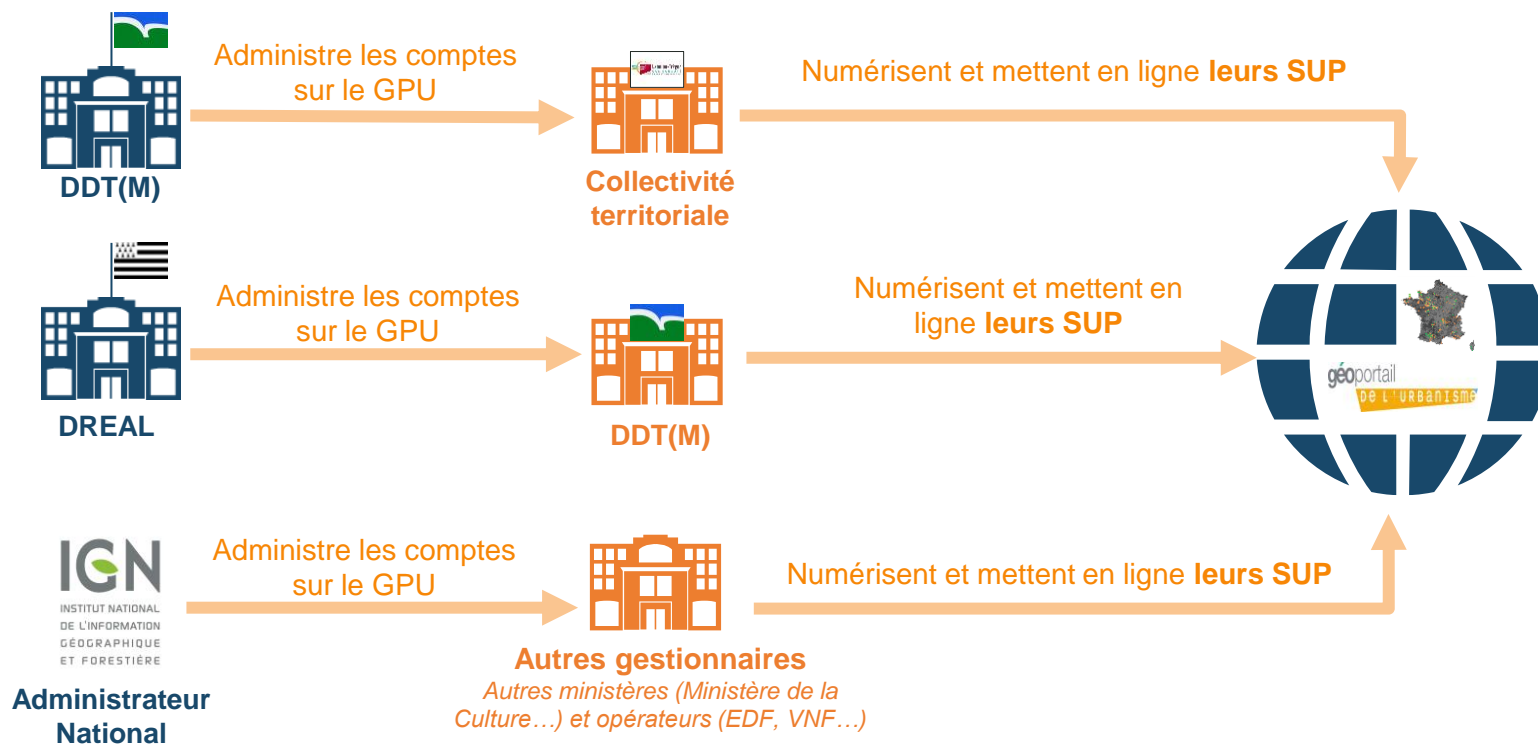 Administre les comptes
sur le GPU
Numérisent et mettent en ligne leurs SUP
DDT(M)
Collectivité
territoriale
Administre les comptes
sur le GPU
Numérisent et mettent en
ligne leurs SUP
DREAL
DDT(M)
géoportail
DE L'URBANISME
IGN
INSTITUT NATIONAL
DE L'INFORMATION
GÉOGRAPHIQUE
ET FORESTIÈRE
Administrateur
National
Administre les comptes
sur le GPU
Numérisent et mettent en ligne leurs SUP
Autres gestionnaires
Autres ministères (Ministère de la
Culture…) et opérateurs (EDF, VNF…)